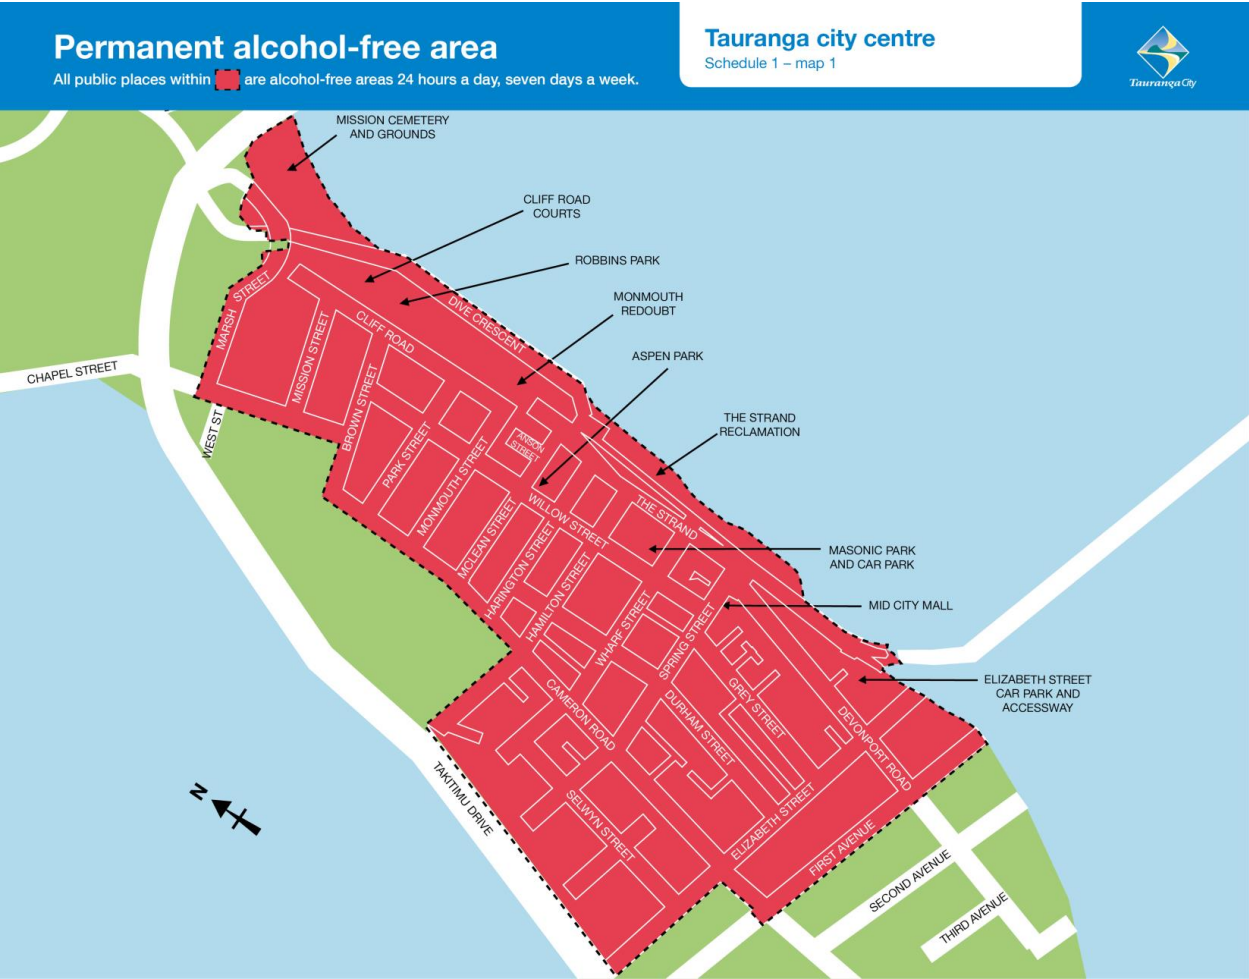 Permanent alcohol-free area
All public places within are alcohol-free areas 24 hours a day, seven days a week.
Tauranga city centre
Schedule 1 – map 1
Tauranga City
MISSION CEMETERY
AND GROUNDS
CLIFF ROAD
COURTS
ROBBINS PARK
MONMOUTH
REDOUBT
ASPEN PARK
THE STRAND
RECLAMATION
MASONIC PARK
AND CAR PARK
MID CITY MALL
ELIZABETH STREET
CAR PARK AND
ACCESSWAY
DIVE CRESCENT
MARSH STREET
CLIFF ROAD
MISSION STREET
CHAPEL STREET
WEST ST
BROWN STREET
PARK STREET
MONMOUTH STREET
ANSON
STREET
WILLOW STREET
THE STRAND
MCLEAN STREET
HARINGTON STREET
HAMILTON STREET
WHARF STREET
SPRING STREET
GREY STREET
DURHAM STREET
CAMERON ROAD
DEVONPORT ROAD
SELWYN STREET
ELIZABETH STREET
FIRST AVENUE
SECOND AVENUE
THIRD AVENUE
TAKITIMU DRIVE
N